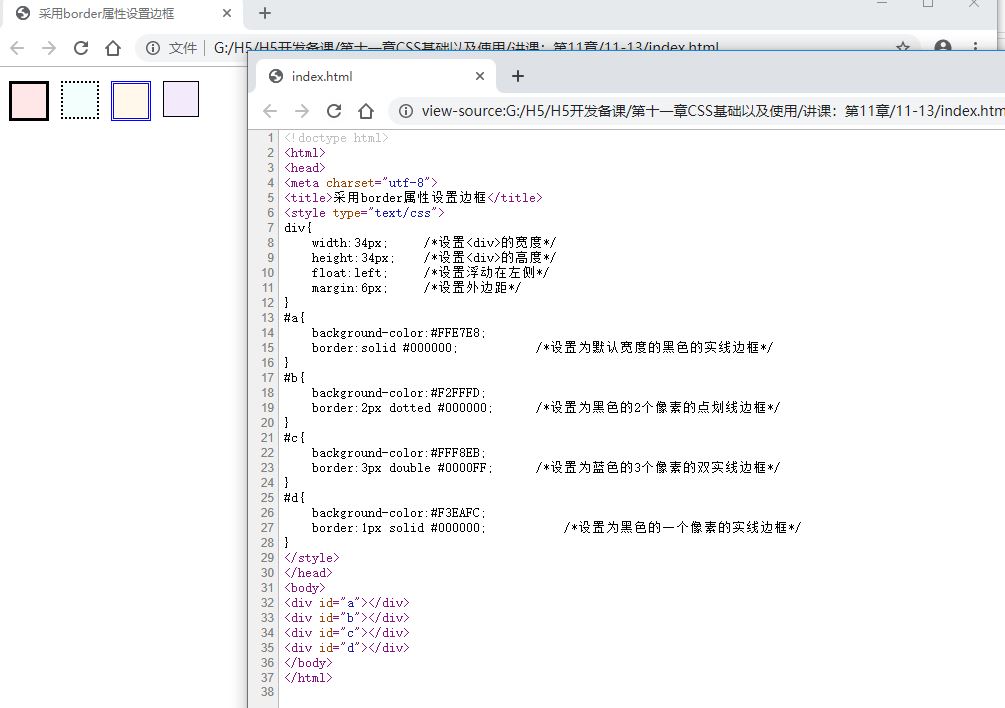 采用border属性设置边框
文件 G:/H5/H5开发备课/第十一章CSS基础以及使用/讲课：第11章/11-13/index.html
index.html
view-source:G:/H5/H5开发备课/第十一章CSS基础以及使用/讲课：第11章/11-13/index.htm
1 <!doctype html>
2 <html>
3 <head>
4 <meta charset="utf-8">
5 <title>采用border属性设置边框</title>
6 <style type="text/css">
7 div{
8 width:34px; /*设置<div>的宽度*/
9 height:34px; /*设置<div>的高度*/
10 float:left; /*设置浮动在左侧*/
11 margin:6px; /*设置外边距*/
12 }
13 #a{
14 background-color:#FFE7E8;
15 border:solid #000000; /*设置为默认宽度的黑色的实线边框*/
16 }
17 #b{
18 background-color:#F2FFFD;
19 border:2px dotted #000000; /*设置为黑色的2个像素的点划线边框*/
20 }
21 #c{
22 background-color:#FFF8EB;
23 border:3px double #0000FF; /*设置为蓝色的3个像素的双实线边框*/
24 }
25 #d{
26 background-color:#F3EAFC;
27 border:1px solid #000000; /*设置为黑色的一个像素的实线边框*/
28 }
29 </style>
30 </head>
31 <body>
32 <div id="a"></div>
33 <div id="b"></div>
34 <div id="c"></div>
35 <div id="d"></div>
36 </body>
37 </html>
38